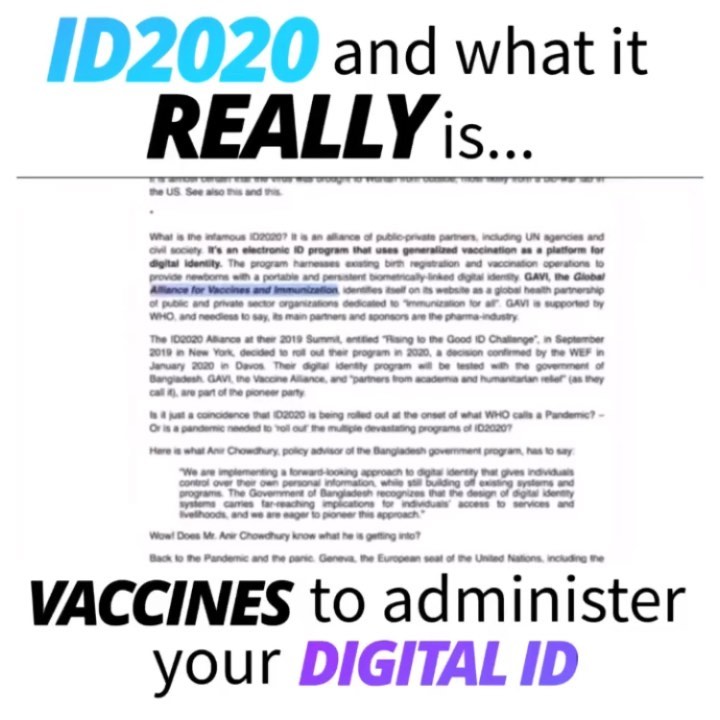 ID2020 and what it
REALLY is...
the US. See also this and this.
What is the infamous ID2020? It is an alliance of public-private partners, including UN agencies and
civil society. It's an electronic ID program that uses generalized vaccination as a platform for
digital identity. The program harnesses existing birth registration and vaccination operations to
provide newborns with a portable and persistent biometrically-linked digital identity. GAVI, the Global
Alliance for Vaccines and Immunization, identifies itself on its website as a global health partnership
of public and private sector organizations dedicated to "immunization for all". GAVI is supported by
WHO, and needless to say, its main partners and sponsors are the pharma-industry.
The ID2020 Alliance at their 2019 Summit, entitled "Rising to the Good ID Challenge", in September
2019 in New York, decided to roll out their program in 2020, a decision confirmed by the WEF in
January 2020 in Davos. Their digital identity program will be tested with the government of
Bangladesh. GAVI, the Vaccine Alliance, and "partners from academia and humanitarian relief" (as they
call it), are part of the pioneer party.
Is it just a coincidence that ID2020 is being rolled out at the onset of what WHO calls a Pandemic? –
Or is a pandemic needed to 'roll out' the multiple devastating programs of ID2020?
Here is what Anir Chowdhury, policy advisor of the Bangladesh government program, has to say:
"We are implementing a forward-looking approach to digital identity that gives individuals
control over their own personal information, while still building off existing systems and
programs. The Government of Bangladesh recognizes that the design of digital identity
systems carries far-reaching implications for individuals' access to services and
livelihoods, and we are eager to pioneer this approach."
Wow! Does Mr. Anir Chowdhury know what he is getting into?
Back to the Pandemic and the panic. Geneva, the European seat of the United Nations, including the
VACCINES to administer
your DIGITAL ID